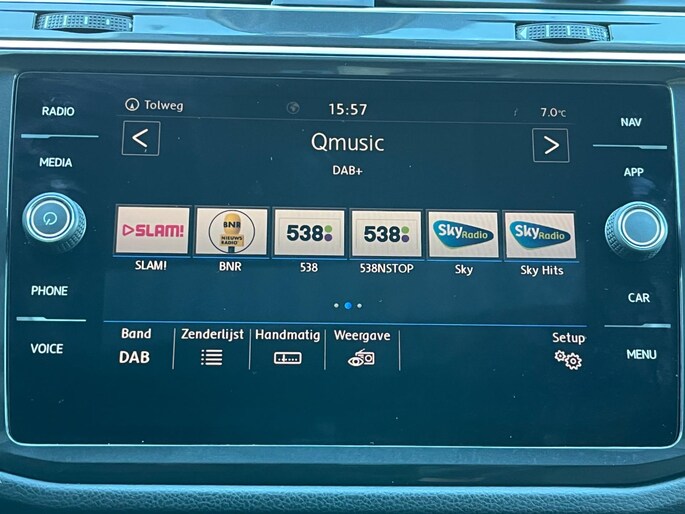 RADIO
MEDIA
PHONE
VOICE
Tolweg
15:57
7.0°C
Qmusic
DAB+
SLAM!
BNR
NIEUWS
RADIO
538
538
Sky Radio
Sky Radio
SLAM!
BNR
538
538NSTOP
Sky
Sky Hits
Band
DAB
Zenderlijst
Handmatig
Weergave
Setup
NAV
APP
CAR
MENU